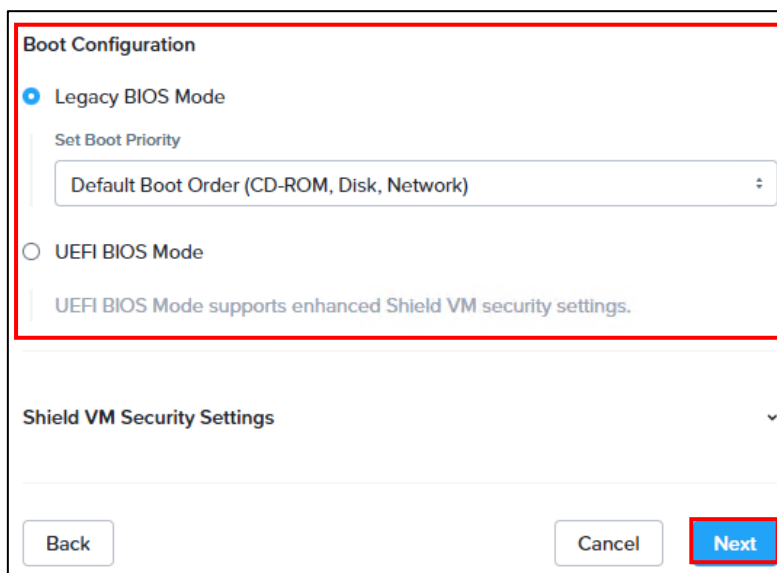 Boot Configuration
Legacy BIOS Mode
Set Boot Priority
Default Boot Order (CD-ROM, Disk, Network)
UEFI BIOS Mode
UEFI BIOS Mode supports enhanced Shield VM security settings.
Shield VM Security Settings
Back
Cancel
Next